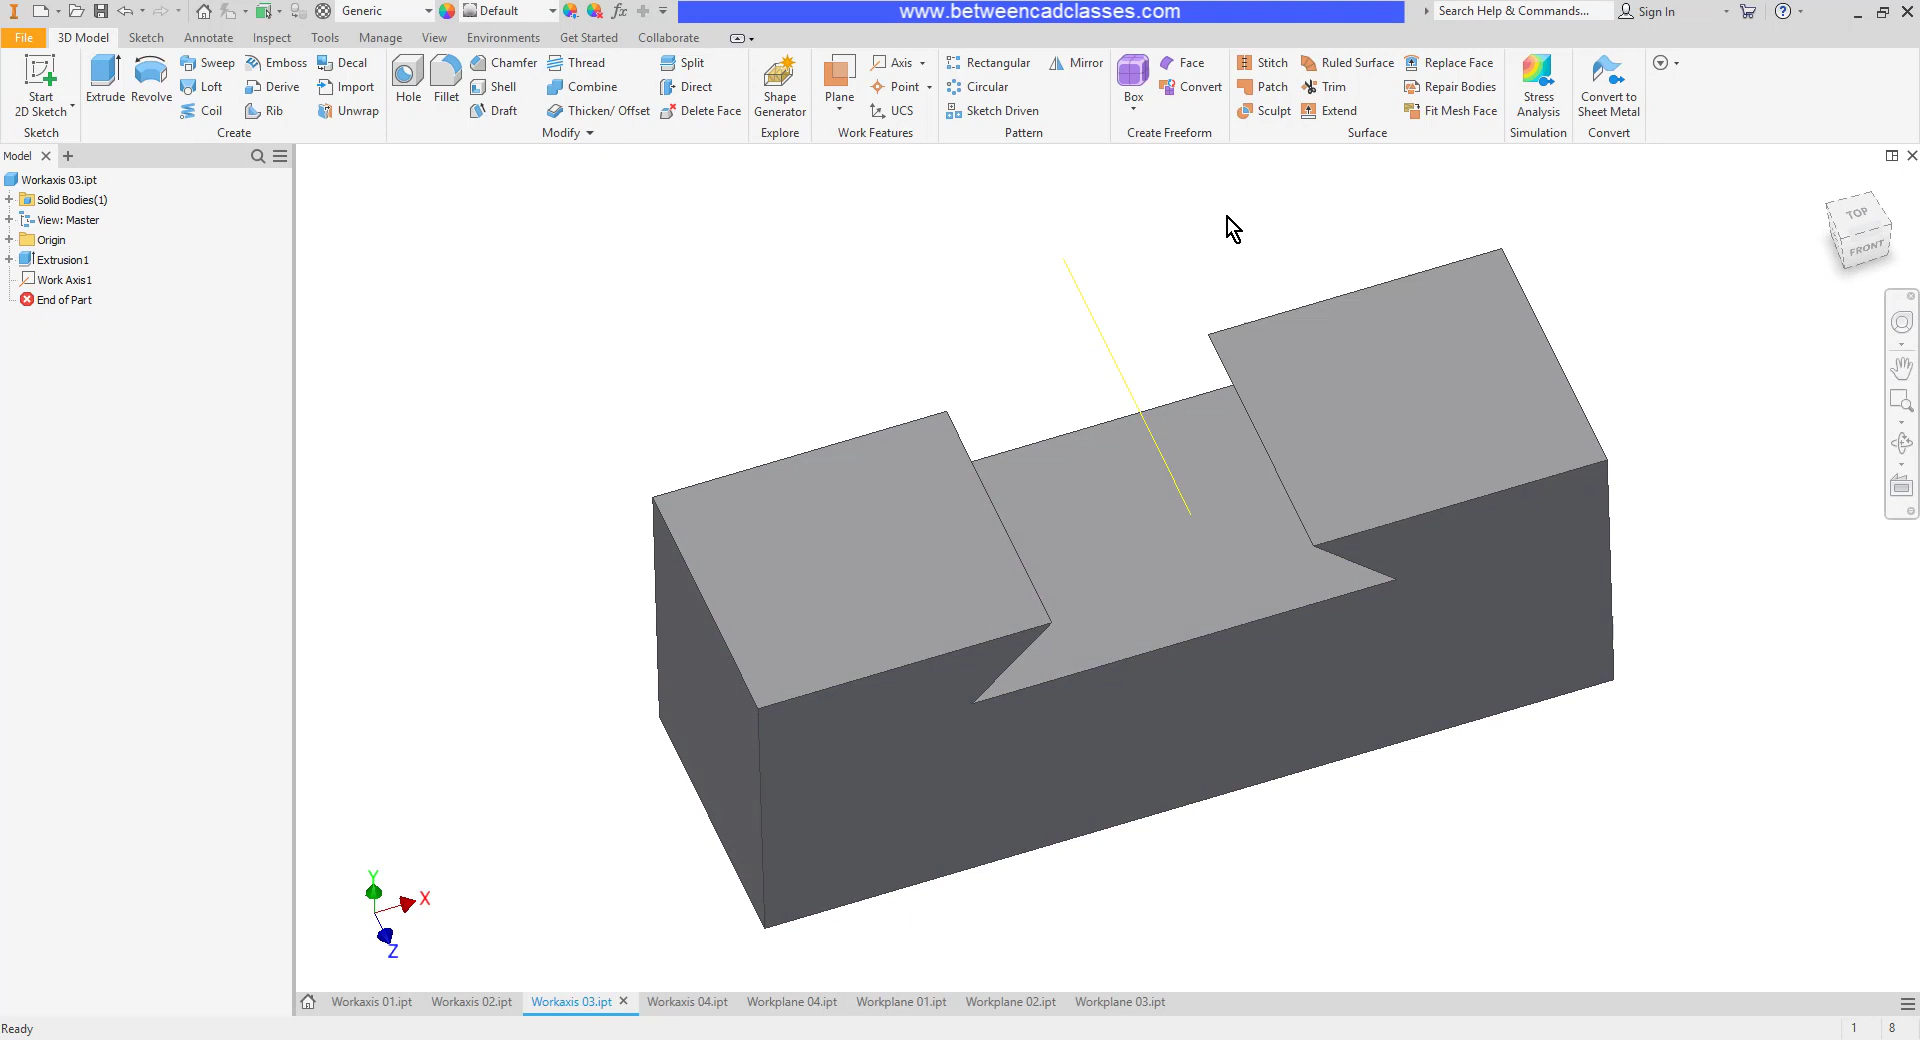 Generic
Default
fx
www.betweencadclasses.com
Search Help & Commands...
Sign In
File
3D Model
Sketch
Annotate
Inspect
Tools
Manage
View
Environments
Get Started
Collaborate
Start
2D Sketch
Extrude
Revolve
Sweep
Emboss
Decal
Loft
Derive
Import
Coil
Rib
Unwrap
Hole
Fillet
Chamfer
Thread
Split
Shell
Combine
Direct
Draft
Thicken/ Offset
Delete Face
Shape
Generator
Plane
Axis
Point
UCS
Rectangular
Mirror
Circular
Sketch Driven
Box
Face
Convert
Stitch
Ruled Surface
Replace Face
Patch
Trim
Repair Bodies
Sculpt
Extend
Fit Mesh Face
Stress
Analysis
Convert to
Sheet Metal
Sketch
Create
Modify
Explore
Work Features
Pattern
Create Freeform
Surface
Simulation
Convert
Model
Workaxis 03.ipt
Solid Bodies(1)
View: Master
Origin
Extrusion1
Work Axis1
End of Part
TOP
FRONT
Y
X
Z
Workaxis 01.ipt
Workaxis 02.ipt
Workaxis 03.ipt
Workaxis 04.ipt
Workplane 04.ipt
Workplane 01.ipt
Workplane 02.ipt
Workplane 03.ipt
Ready
1
8